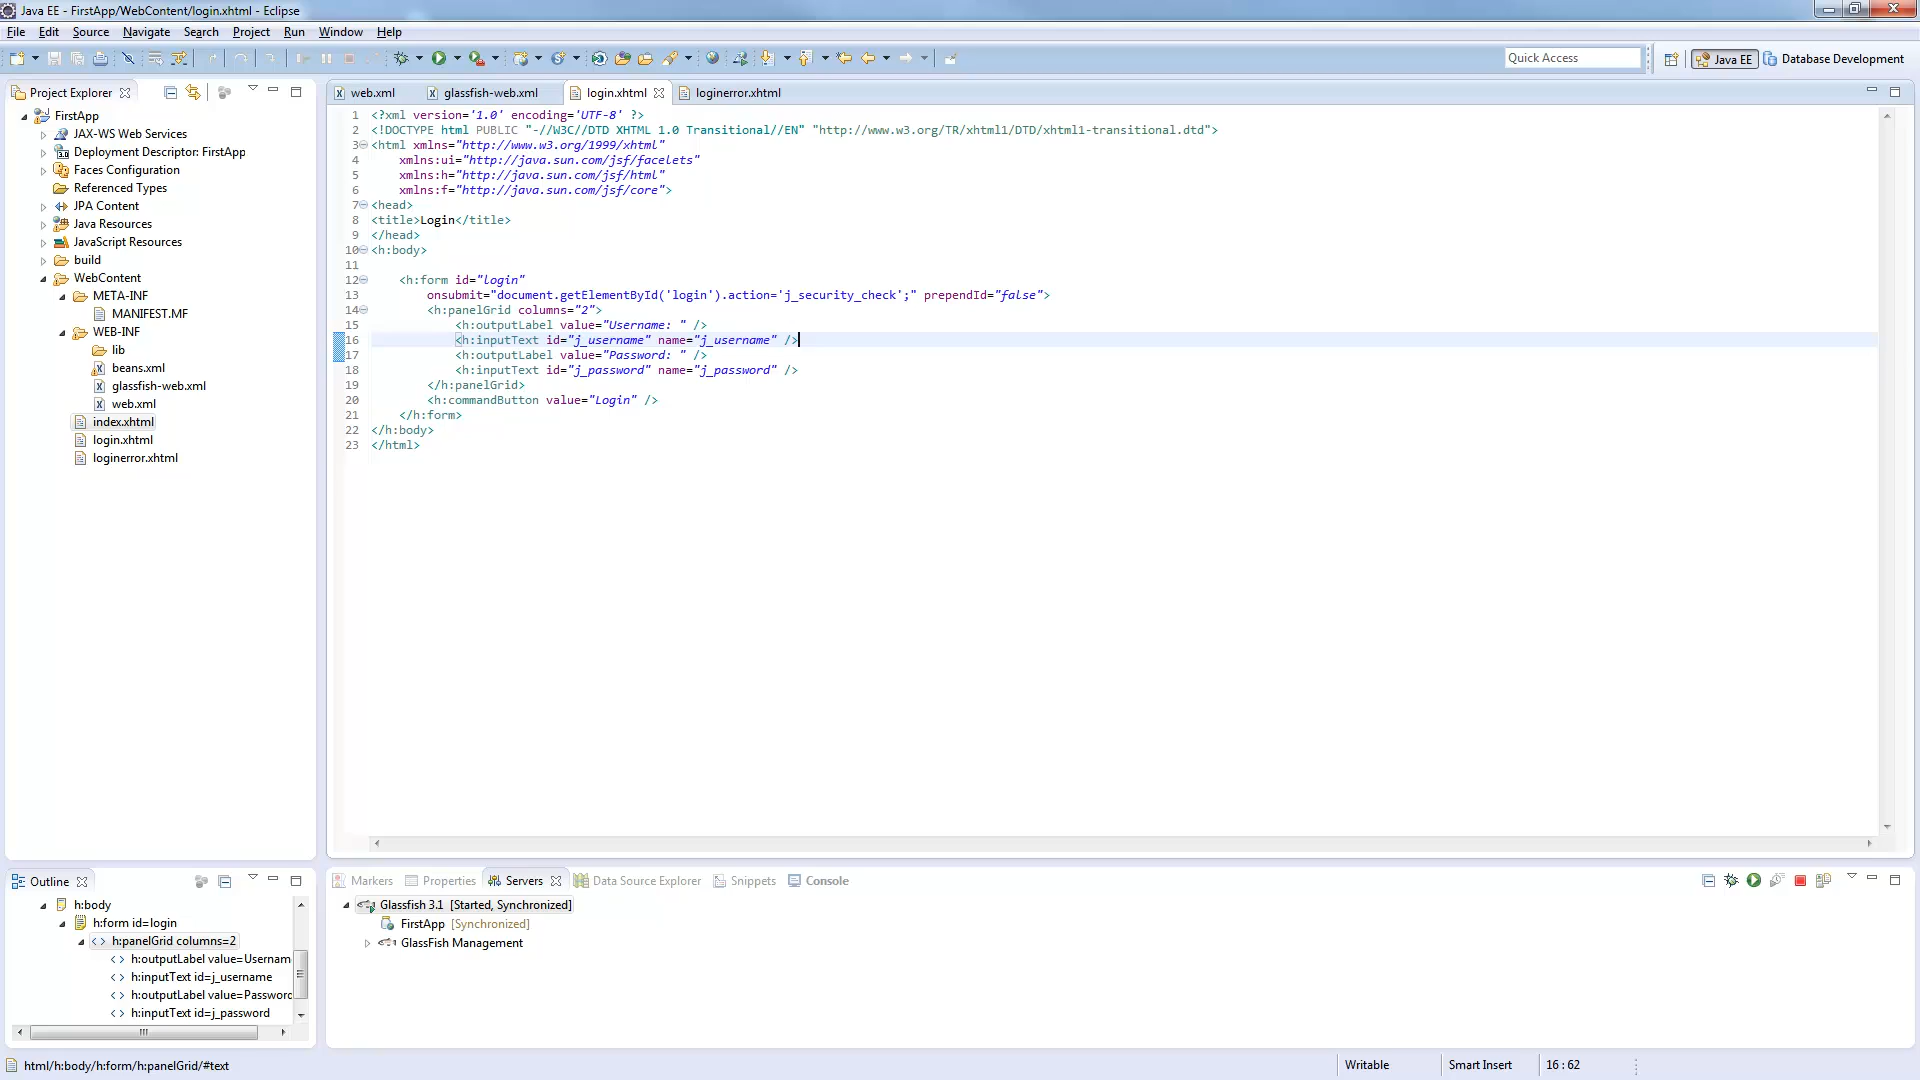 Java EE - FirstApp/WebContent/login.xhtml - Eclipse
File Edit Source Navigate Search Project Run Window Help
Quick Access
Java EE
Database Development
Project Explorer
FirstApp
JAX-WS Web Services
Deployment Descriptor: FirstApp
Faces Configuration
Referenced Types
JPA Content
Java Resources
JavaScript Resources
build
WebContent
META-INF
MANIFEST.MF
WEB-INF
lib
beans.xml
glassfish-web.xml
web.xml
index.xhtml
login.xhtml
loginerror.xhtml
web.xml glassfish-web.xml login.xhtml loginerror.xhtml
1 <?xml version='1.0' encoding='UTF-8' ?>
2 <!DOCTYPE html PUBLIC "-//W3C//DTD XHTML 1.0 Transitional//EN" "http://www.w3.org/TR/xhtml1/DTD/xhtml1-transitional.dtd">
3 <html xmlns="http://www.w3.org/1999/xhtml"
4 xmlns:ui="http://java.sun.com/jsf/facelets"
5 xmlns:h="http://java.sun.com/jsf/html"
6 xmlns:f="http://java.sun.com/jsf/core">
7 <head>
8 <title>Login</title>
9 </head>
10 <h:body>
11
12 <h:form id="login"
13 onsubmit="document.getElementById('login').action='j_security_check';" prependId="false">
14 <h:panelGrid columns="2">
15 <h:outputLabel value="Username: " />
16 <h:inputText id="j_username" name="j_username" />
17 <h:outputLabel value="Password: " />
18 <h:inputText id="j_password" name="j_password" />
19 </h:panelGrid>
20 <h:commandButton value="Login" />
21 </h:form>
22 </h:body>
23 </html>
Outline
h:body
h:form id=login
h:panelGrid columns=2
h:outputLabel value=Usernam
h:inputText id=j_username
h:outputLabel value=Password
h:inputText id=j_password
Markers Properties Servers Data Source Explorer Snippets Console
Glassfish 3.1 [Started, Synchronized]
FirstApp [Synchronized]
GlassFish Management
html/h:body/h:form/h:panelGrid/#text
Writable
Smart Insert
16 : 62